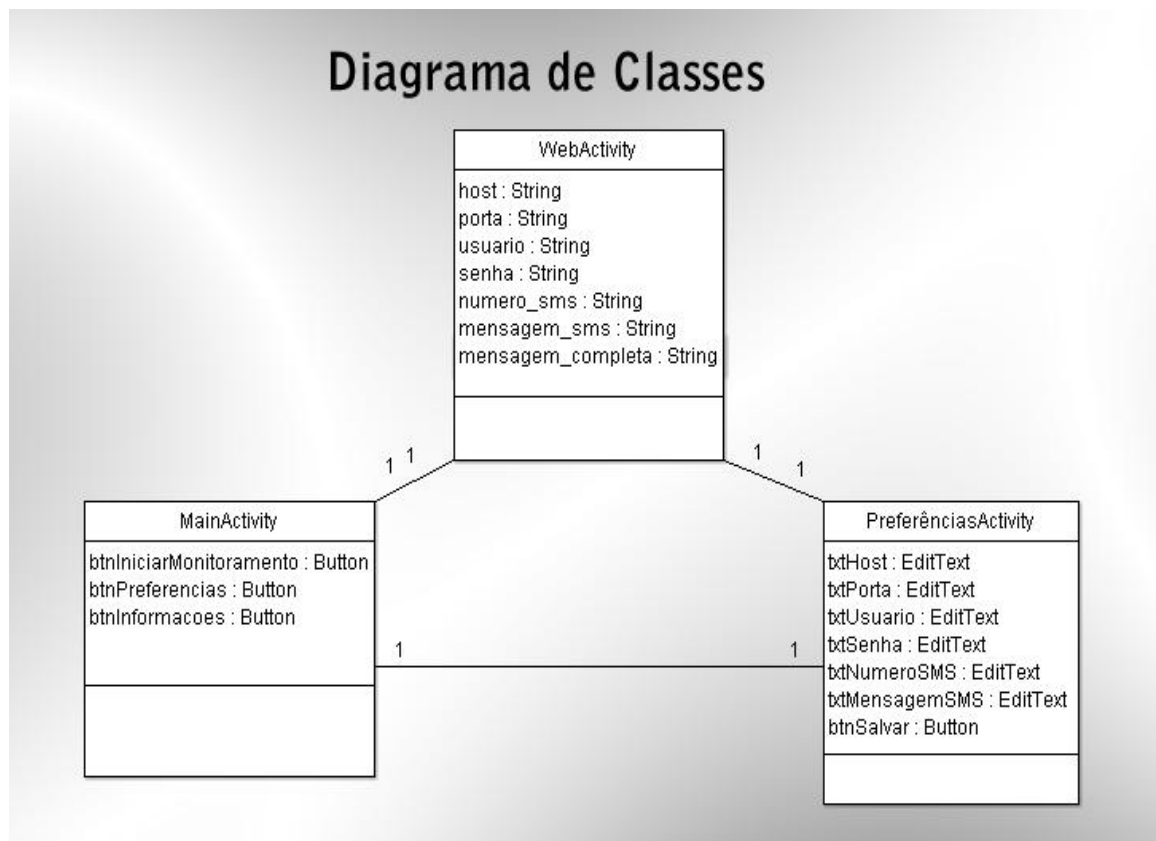 Diagrama de Classes
WebActivity
host : String
porta : String
usuario : String
senha : String
numero_sms : String
mensagem_sms : String
mensagem_completa : String
1 1
1 1
MainActivity
btnIniciarMonitoramento : Button
btnPreferencias : Button
btnInformacoes : Button
PreferênciasActivity
txtHost : EditText
txtPorta : EditText
txtUsuario : EditText
txtSenha : EditText
txtNumeroSMS : EditText
txtMensagemSMS : EditText
btnSalvar : Button
1 1